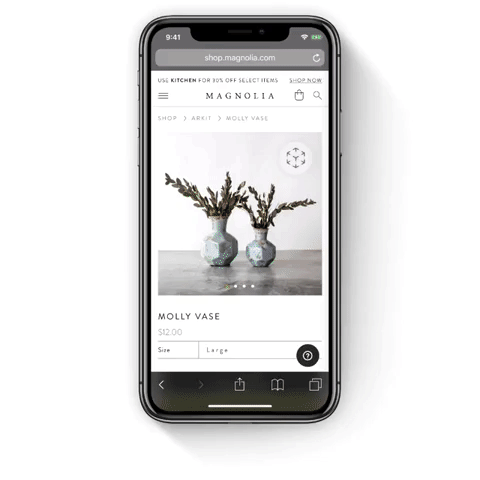 9:41
shop.magnolia.com
USE KITCHEN FOR 30% OFF SELECT ITEMS SHOP NOW
MAGNOLIA
SHOP > ARKIT > MOLLY VASE
MOLLY VASE
$12.00
Size Large